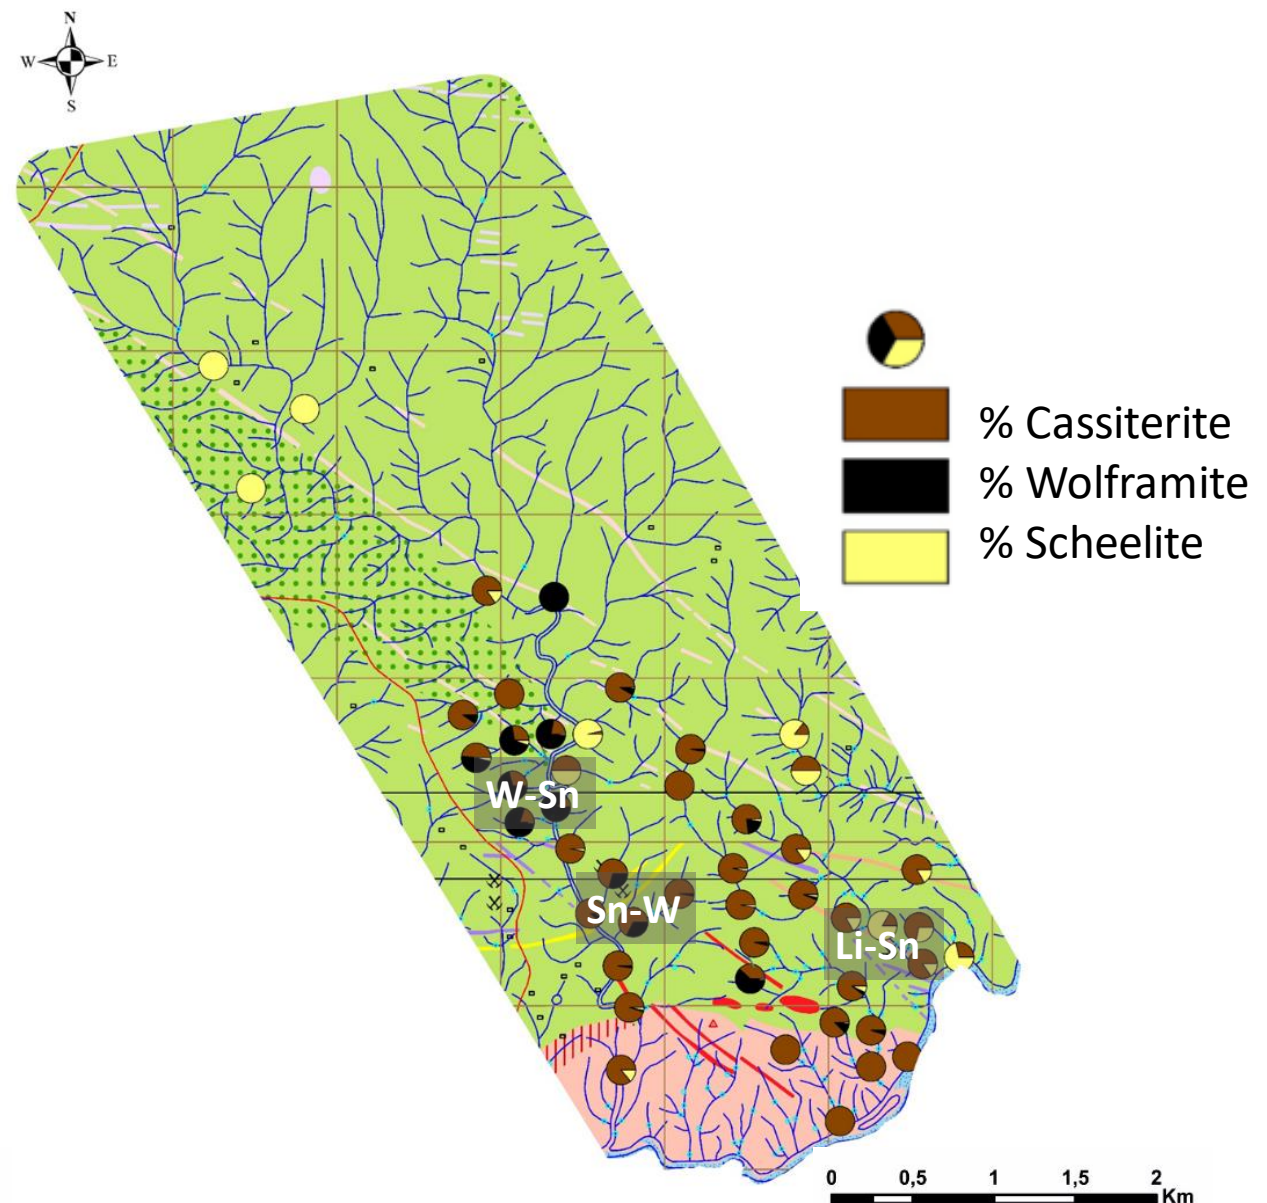 N
W E
S
% Cassiterite
% Wolframite
% Scheelite
W-Sn
Sn-W
Li-Sn
0 0,5 1 1,5 2
Km